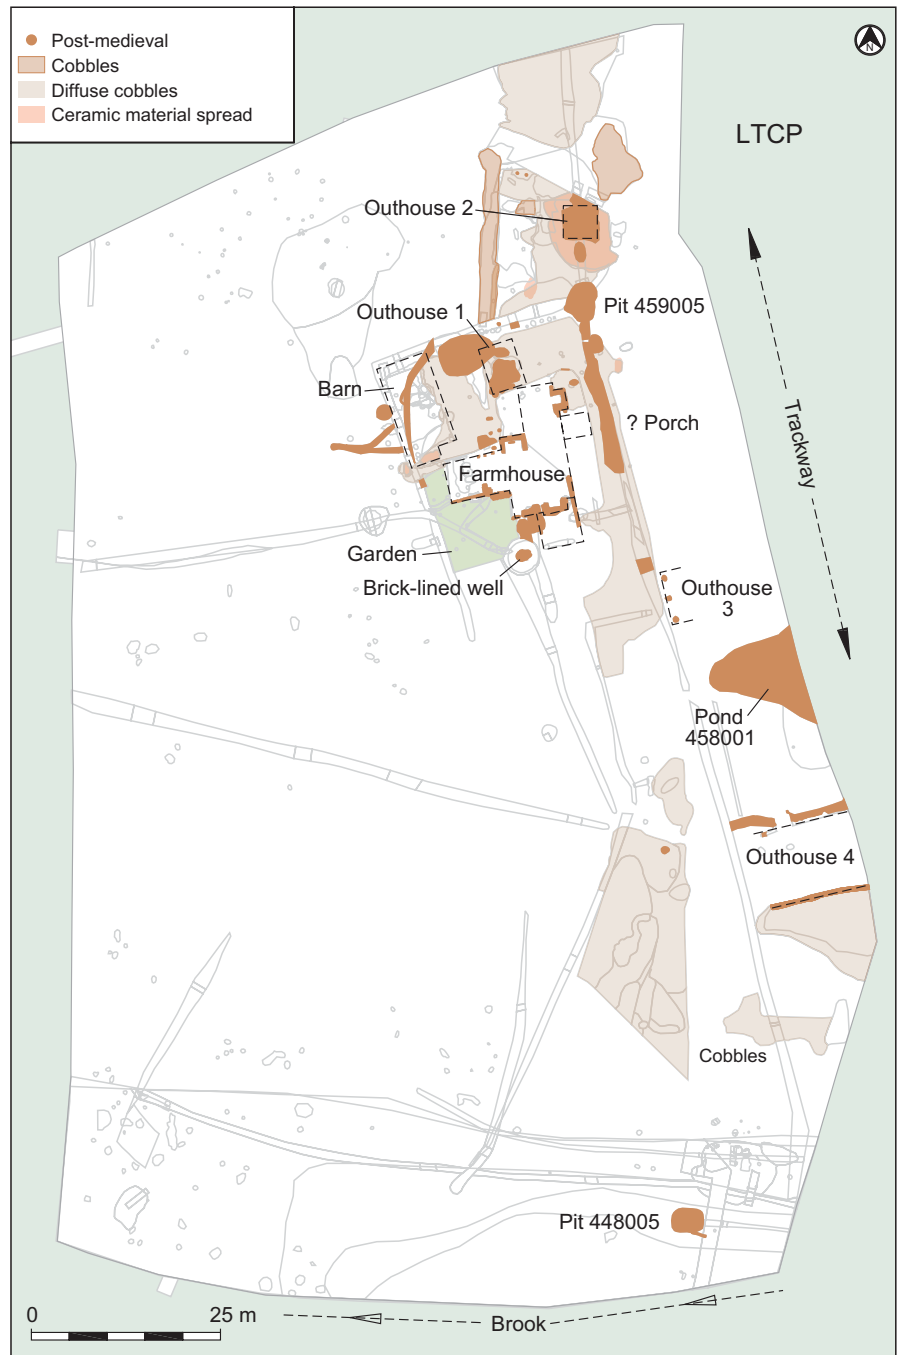 Post-medieval
Cobbles
Diffuse cobbles
Ceramic material spread
N
LTCP
Outhouse 2
Pit 459005
Outhouse 1
Barn
? Porch
Trackway
Farmhouse
Garden
Brick-lined well
Outhouse
3
Pond
458001
Outhouse 4
Cobbles
Pit 448005
0
25 m
Brook